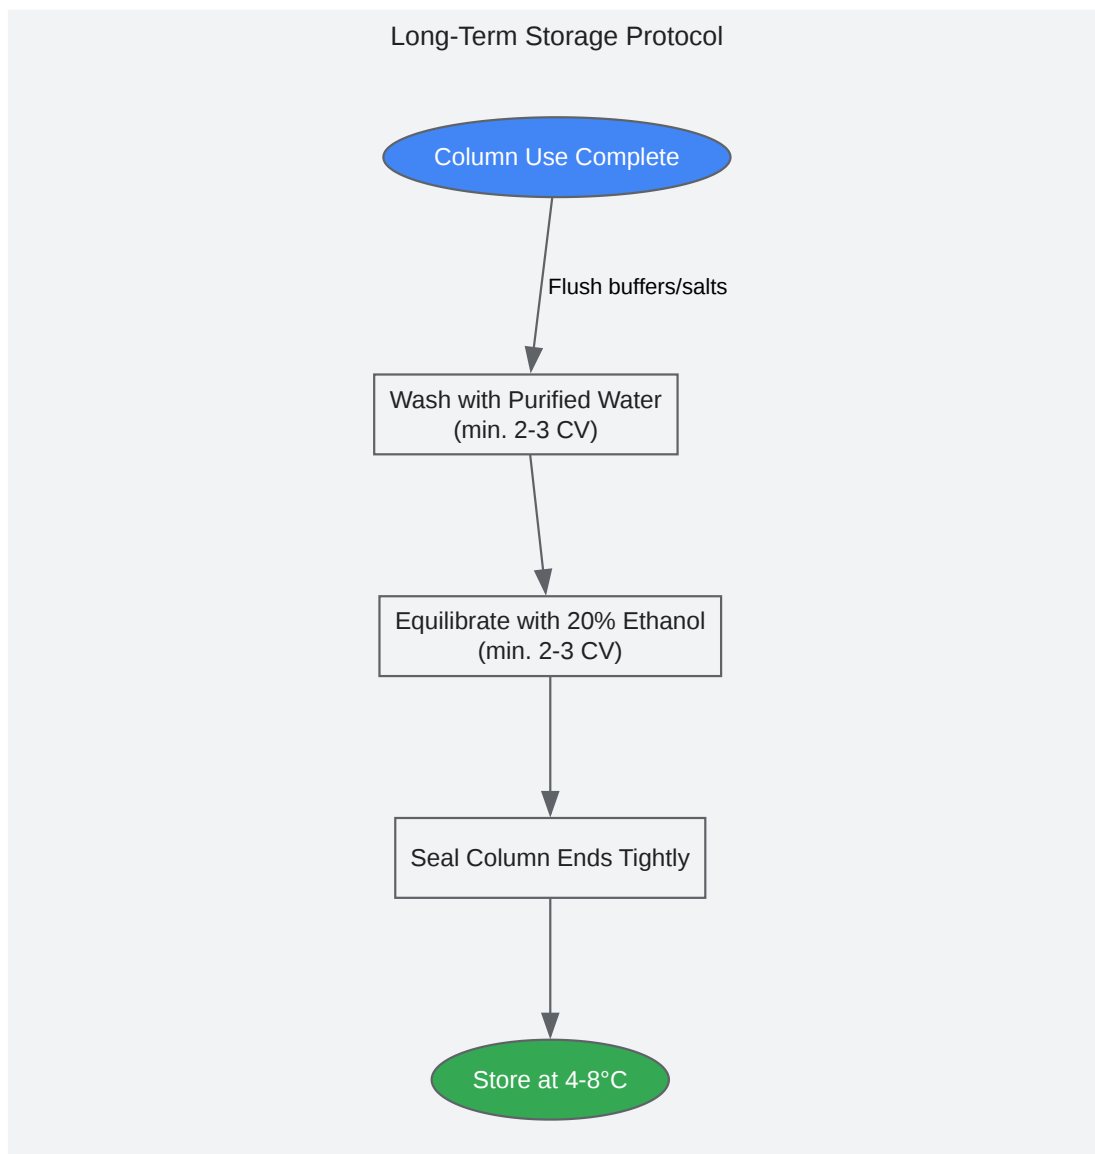 Long-Term Storage Protocol
Column Use Complete
Flush buffers/salts
Wash with Purified Water
(min. 2-3 CV)
Equilibrate with 20% Ethanol
(min. 2-3 CV)
Seal Column Ends Tightly
Store at 4-8°C